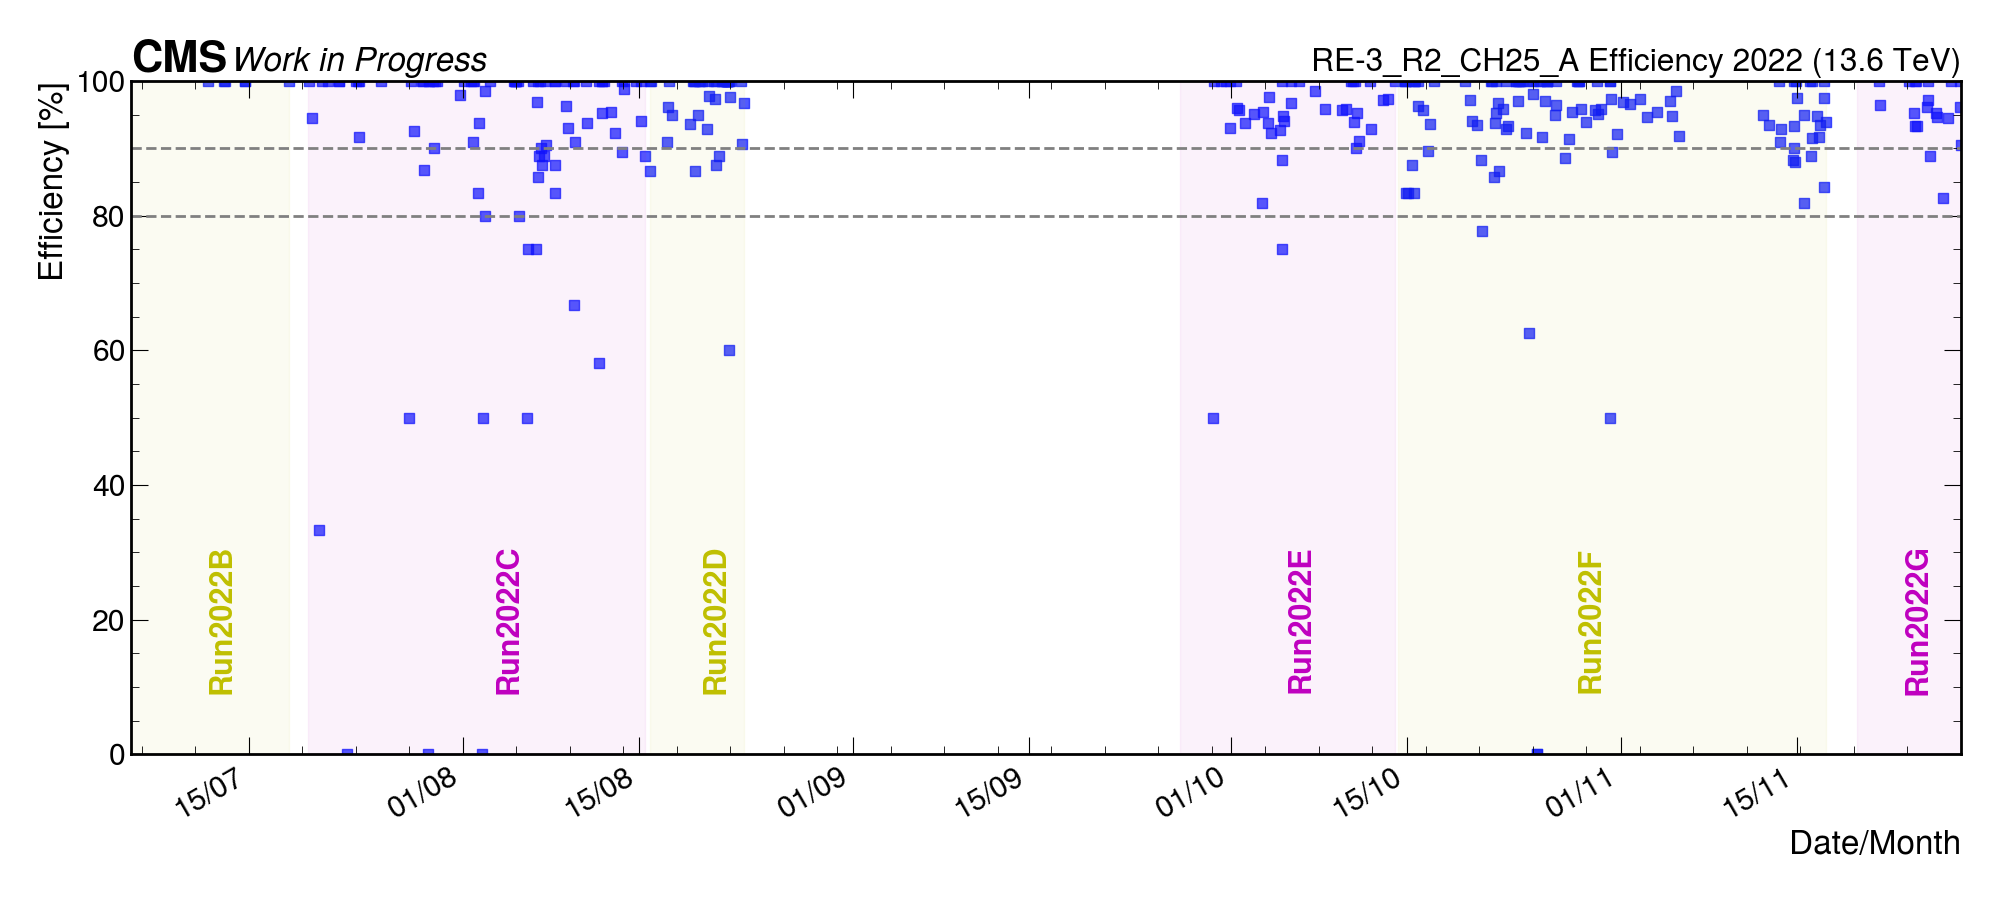 CMS Work in Progress
RE-3_R2_CH25_A Efficiency 2022 (13.6 TeV)
Efficiency [%]
100
80
60
40
20
0
Run2022B
Run2022C
Run2022D
Run2022E
Run2022F
Run2022G
15/07
01/08
15/08
01/09
15/09
01/10
15/10
01/11
15/11
Date/Month